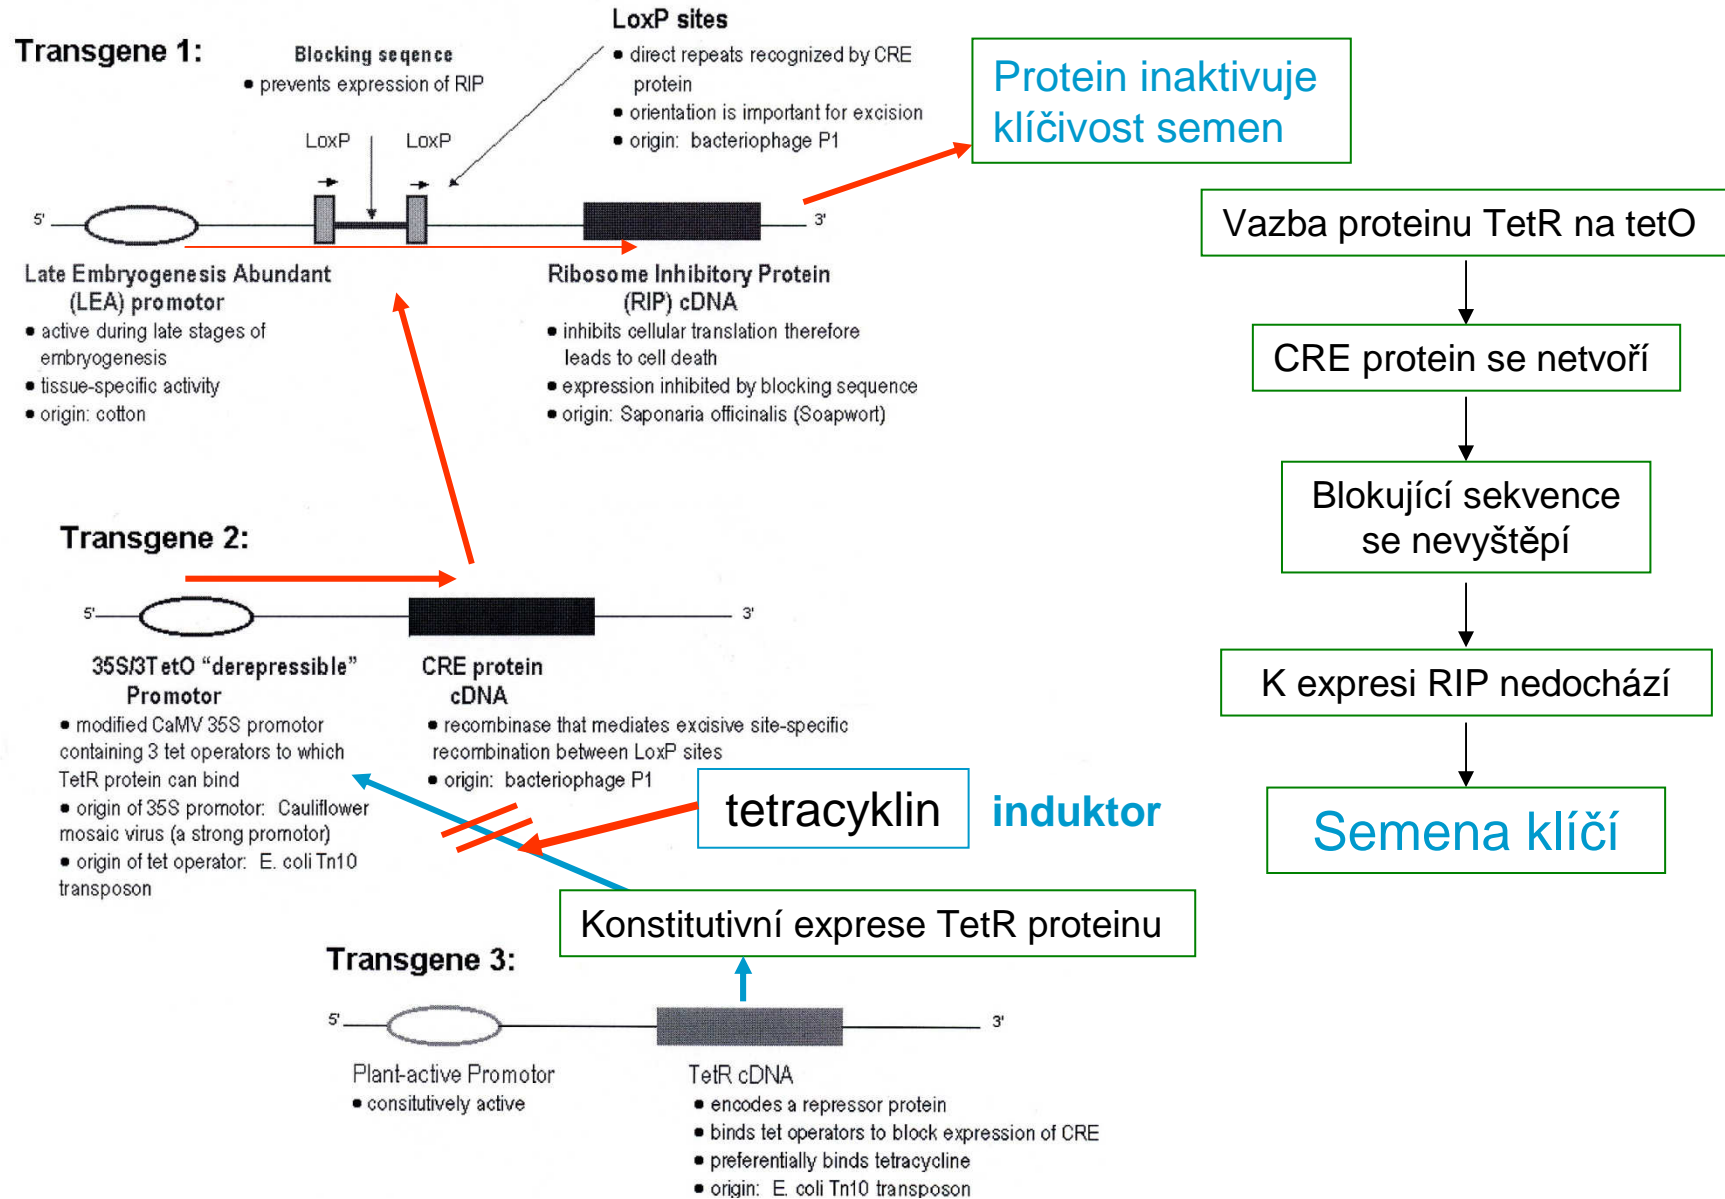 Transgene 1:
Blocking seqence
• prevents expression of RIP
LoxP sites
• direct repeats recognized by CRE
protein
• orientation is important for excision
• origin: bacteriophage P1
LoxP
LoxP
5'
3'
Late Embryogenesis Abundant
(LEA) promotor
• active during late stages of
embryogenesis
• tissue-specific activity
• origin: cotton
Ribosome Inhibitory Protein
(RIP) cDNA
• inhibits cellular translation therefore
leads to cell death
• expression inhibited by blocking sequence
• origin: Saponaria officinalis (Soapwort)
Protein inaktivuje
klíčivost semen
Vazba proteinu TetR na tetO
CRE protein se netvoří
Blokující sekvence
se nevyštěpí
K expresi RIP nedochází
Semena klíčí
Transgene 2:
5'
3'
35S/3TetO “derepressible”
Promotor
• modified CaMV 35S promotor
containing 3 tet operators to which
TetR protein can bind
• origin of 35S promotor: Cauliflower
mosaic virus (a strong promotor)
• origin of tet operator: E. coli Tn10
transposon
CRE protein
cDNA
• recombinase that mediates excisive site-specific
recombination between LoxP sites
• origin: bacteriophage P1
tetracyklin
induktor
Konstitutivní exprese TetR proteinu
Transgene 3:
5'
3'
Plant-active Promotor
• consitutively active
TetR cDNA
• encodes a repressor protein
• binds tet operators to block expression of CRE
• preferentially binds tetracycline
• origin: E. coli Tn10 transposon